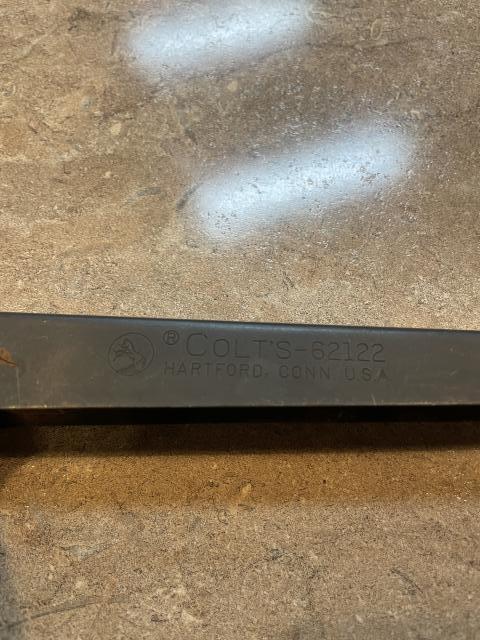 ® COLT'S-62122
HARTFORD, CONN. U.S.A.